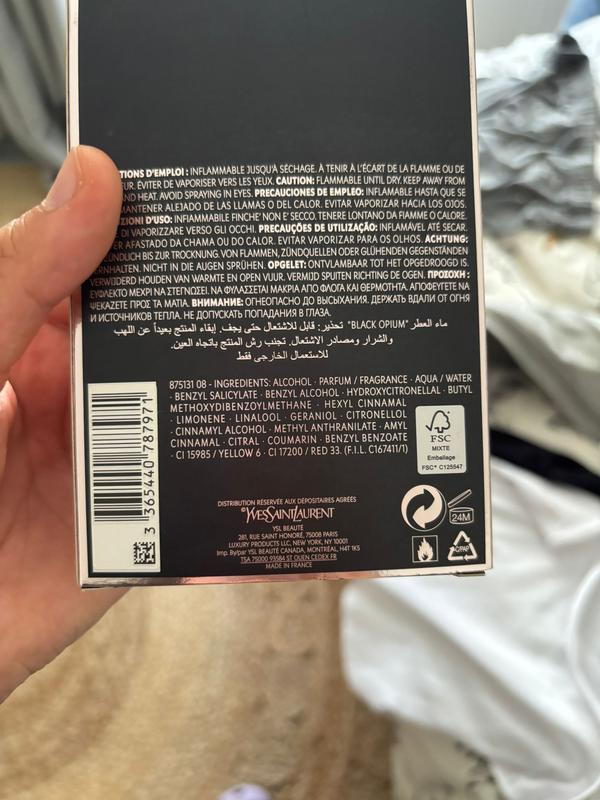 TIONS D'EMPLOI : INFLAMMABLE JUSQU'À SÉCHAGE. À TENIR À L'ÉCART DE LA FLAMME OU DE
EUR. ÉVITER DE VAPORISER VERS LES YEUX. CAUTION: FLAMMABLE UNTIL DRY. KEEP AWAY FROM
AND HEAT. AVOID SPRAYING IN EYES. PRECAUCIONES DE EMPLEO: INFLAMABLE HASTA QUE SE
MANTENER ALEJADO DE LAS LLAMAS O DEL CALOR. EVITAR VAPORIZAR HACIA LOS OJOS.
ZIONI D'USO: INFIAMMABILE FINCHE' NON E' SECCO. TENERE LONTANO DA FIAMME O CALORE.
DI VAPORIZZARE VERSO GLI OCCHI. PRECAUÇÕES DE UTILIZAÇÃO: INFLAMÁVEL ATÉ SECAR.
ER AFASTADO DA CHAMA OU DO CALOR. EVITAR VAPORIZAR PARA OS OLHOS. ACHTUNG:
ZÜNDLICH BIS ZUR TROCKNUNG. VON FLAMMEN, ZÜNDQUELLEN ODER GLÜHENDEN GEGENSTÄNDEN
ERNHALTEN. NICHT IN DIE AUGEN SPRÜHEN. OPGELET: ONTVLAMBAAR TOT HET OPGEDROOGD IS.
VERWIJDERD HOUDEN VAN WARMTE EN OPEN VUUR. VERMIJD SPUITEN RICHTING DE OGEN. ΠΡΟΣΟΧΗ :
ΕΥΦΛΕΚΤΟ ΜΕΧΡΙ ΝΑ ΣΤΕΓΝΩΣΕΙ. ΝΑ ΦΥΛΑΣΣΕΤΑΙ ΜΑΚΡΙΑ ΑΠΟ ΦΛΟΓΑ ΚΑΙ ΘΕΡΜΟΤΗΤΑ. ΑΠΟΦΕΥΓΕΤΕ ΝΑ
ΨΕΚΑΖΕΤΕ ΠΡΟΣ ΤΑ ΜΑΤΙΑ. ВНИМАНИЕ: ОГНЕОПАСНО ДО ВЫСЫХАНИЯ. ДЕРЖАТЬ ВДАЛИ ОТ ОГНЯ
И ИСТОЧНИКОВ ТЕПЛА. НЕ ДОПУСКАТЬ ПОПАДАНИЯ В ГЛАЗА.
ماء العطر "BLACK OPIUM" تحذير: قابل للاشتعال حتى يجف. إبقاء المنتج بعيداً عن اللهب
والشرار ومصادر الاشتعال. تجنب رش المنتج باتجاه العين.
للاستعمال الخارجي فقط
875131 08 - INGREDIENTS: ALCOHOL · PARFUM / FRAGRANCE · AQUA / WATER
· BENZYL SALICYLATE · BENZYL ALCOHOL · HYDROXYCITRONELLAL · BUTYL
METHOXYDIBENZOYLMETHANE · HEXYL CINNAMAL
· LIMONENE · LINALOOL · GERANIOL · CITRONELLOL ·
CINNAMYL ALCOHOL · METHYL ANTHRANILATE · AMYL
CINNAMAL · CITRAL · COUMARIN · BENZYL BENZOATE
· CI 15985 / YELLOW 6 · CI 17200 / RED 33. (F.I.L. C167411/1)
3 365440 787971
FSC
MIXTE
Emballage
FSC® C125547
DISTRIBUTION RÉSERVÉE AUX DÉPOSITAIRES AGRÉÉS
©YVESSAINTLAURENT
YSL BEAUTÉ
281, RUE SAINT HONORÉ, 75008 PARIS
LUXURY PRODUCTS LLC, NEW YORK, NY 10001
Imp. By/par YSL BEAUTÉ CANADA, MONTRÉAL, H4T 1K5
TSA 75000 93584 ST OUEN CEDEX FR
MADE IN FRANCE
24M
C/PAP